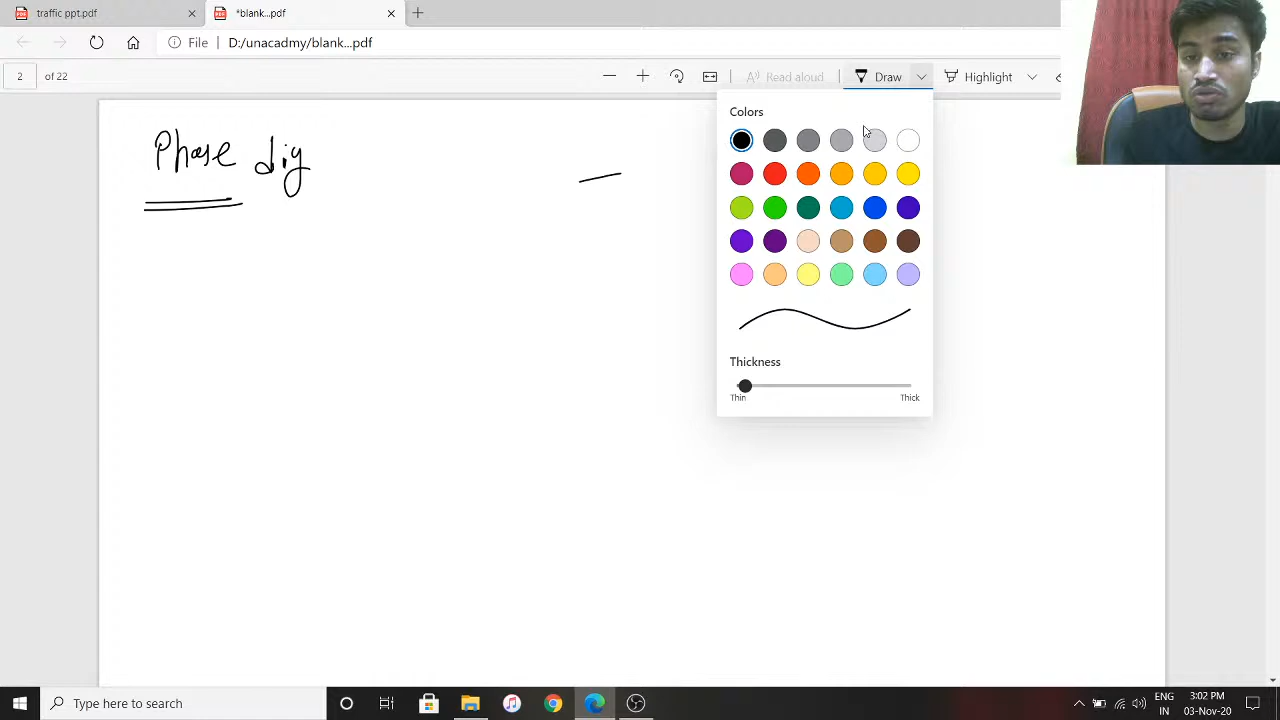 traffic ppt.pdf
*blank...pdf
File D:/unacadmy/blank...pdf
2 of 22
Read aloud Draw Highlight
Colors
Phase dig
Thickness
Thin Thick
Type here to search
ENG 3:02 PM
IN 03-Nov-20